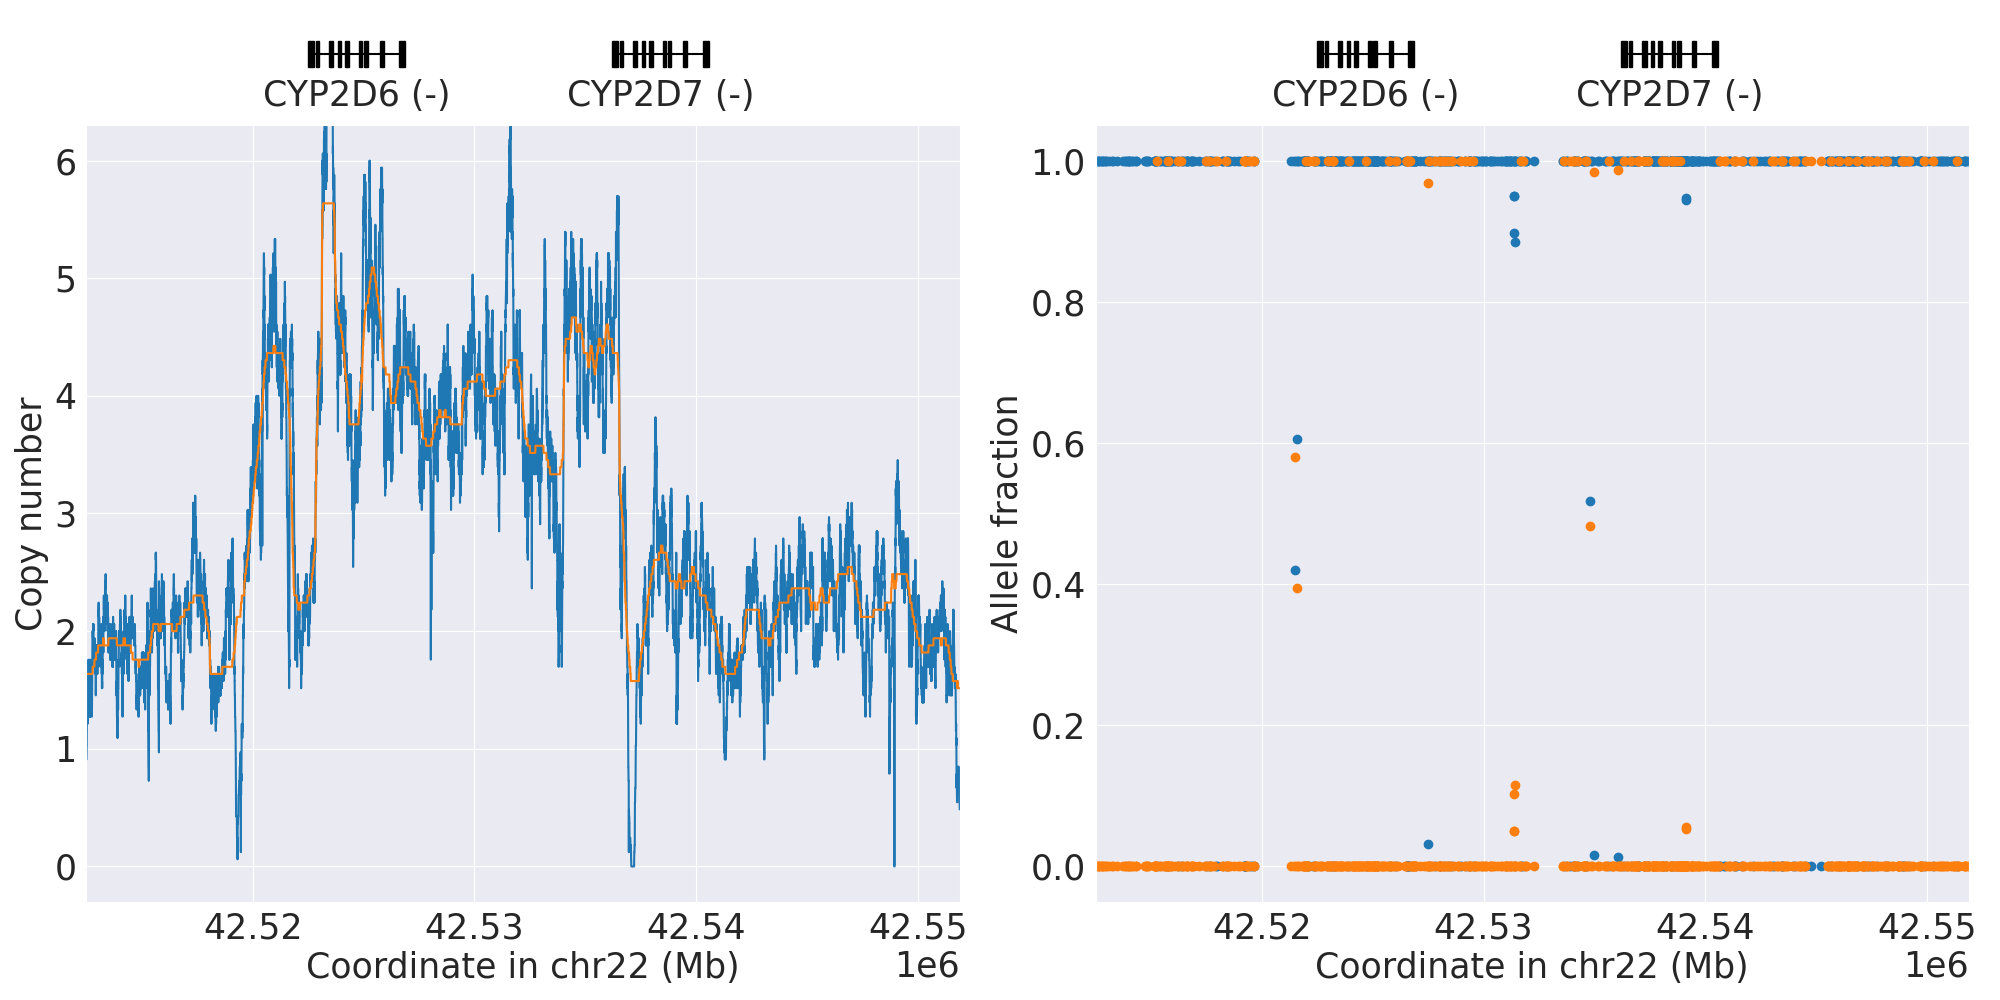 CYP2D6 (-) CYP2D7 (-)
6
5
4
3
2
1
0
Copy number
42.52 42.53 42.54 42.55
Coordinate in chr22 (Mb) 1e6
CYP2D6 (-) CYP2D7 (-)
1.0
0.8
0.6
0.4
0.2
0.0
Allele fraction
42.52 42.53 42.54 42.55
Coordinate in chr22 (Mb) 1e6